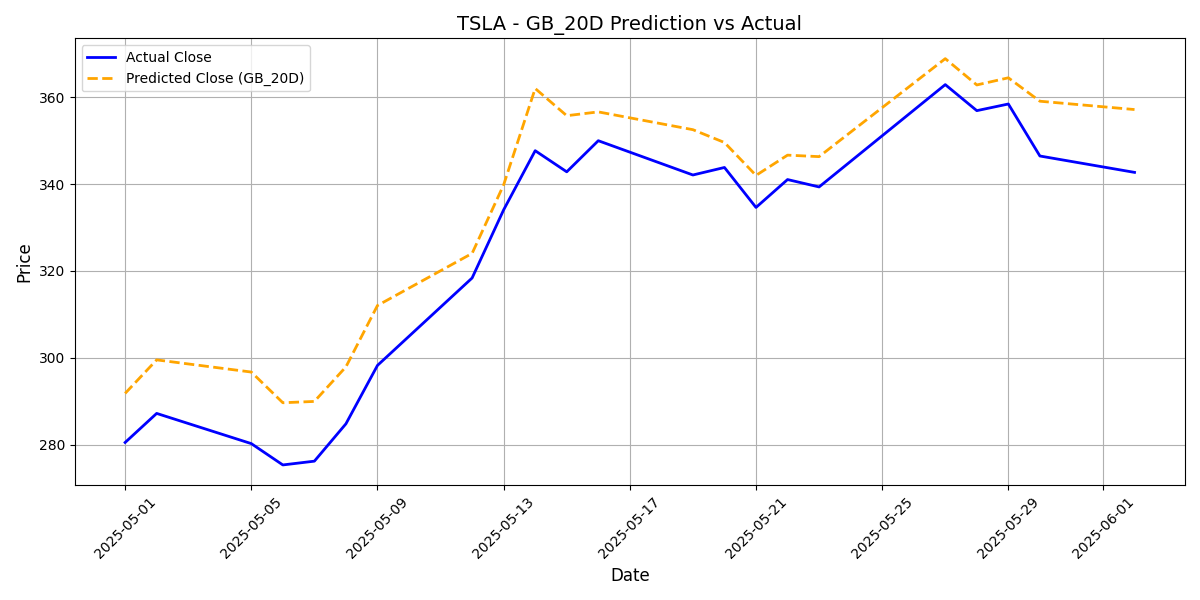 TSLA - GB_20D Prediction vs Actual
Actual Close
Predicted Close (GB_20D)
Price
360
340
320
300
280
2025-05-01
2025-05-05
2025-05-09
2025-05-13
2025-05-17
2025-05-21
2025-05-25
2025-05-29
2025-06-01
Date